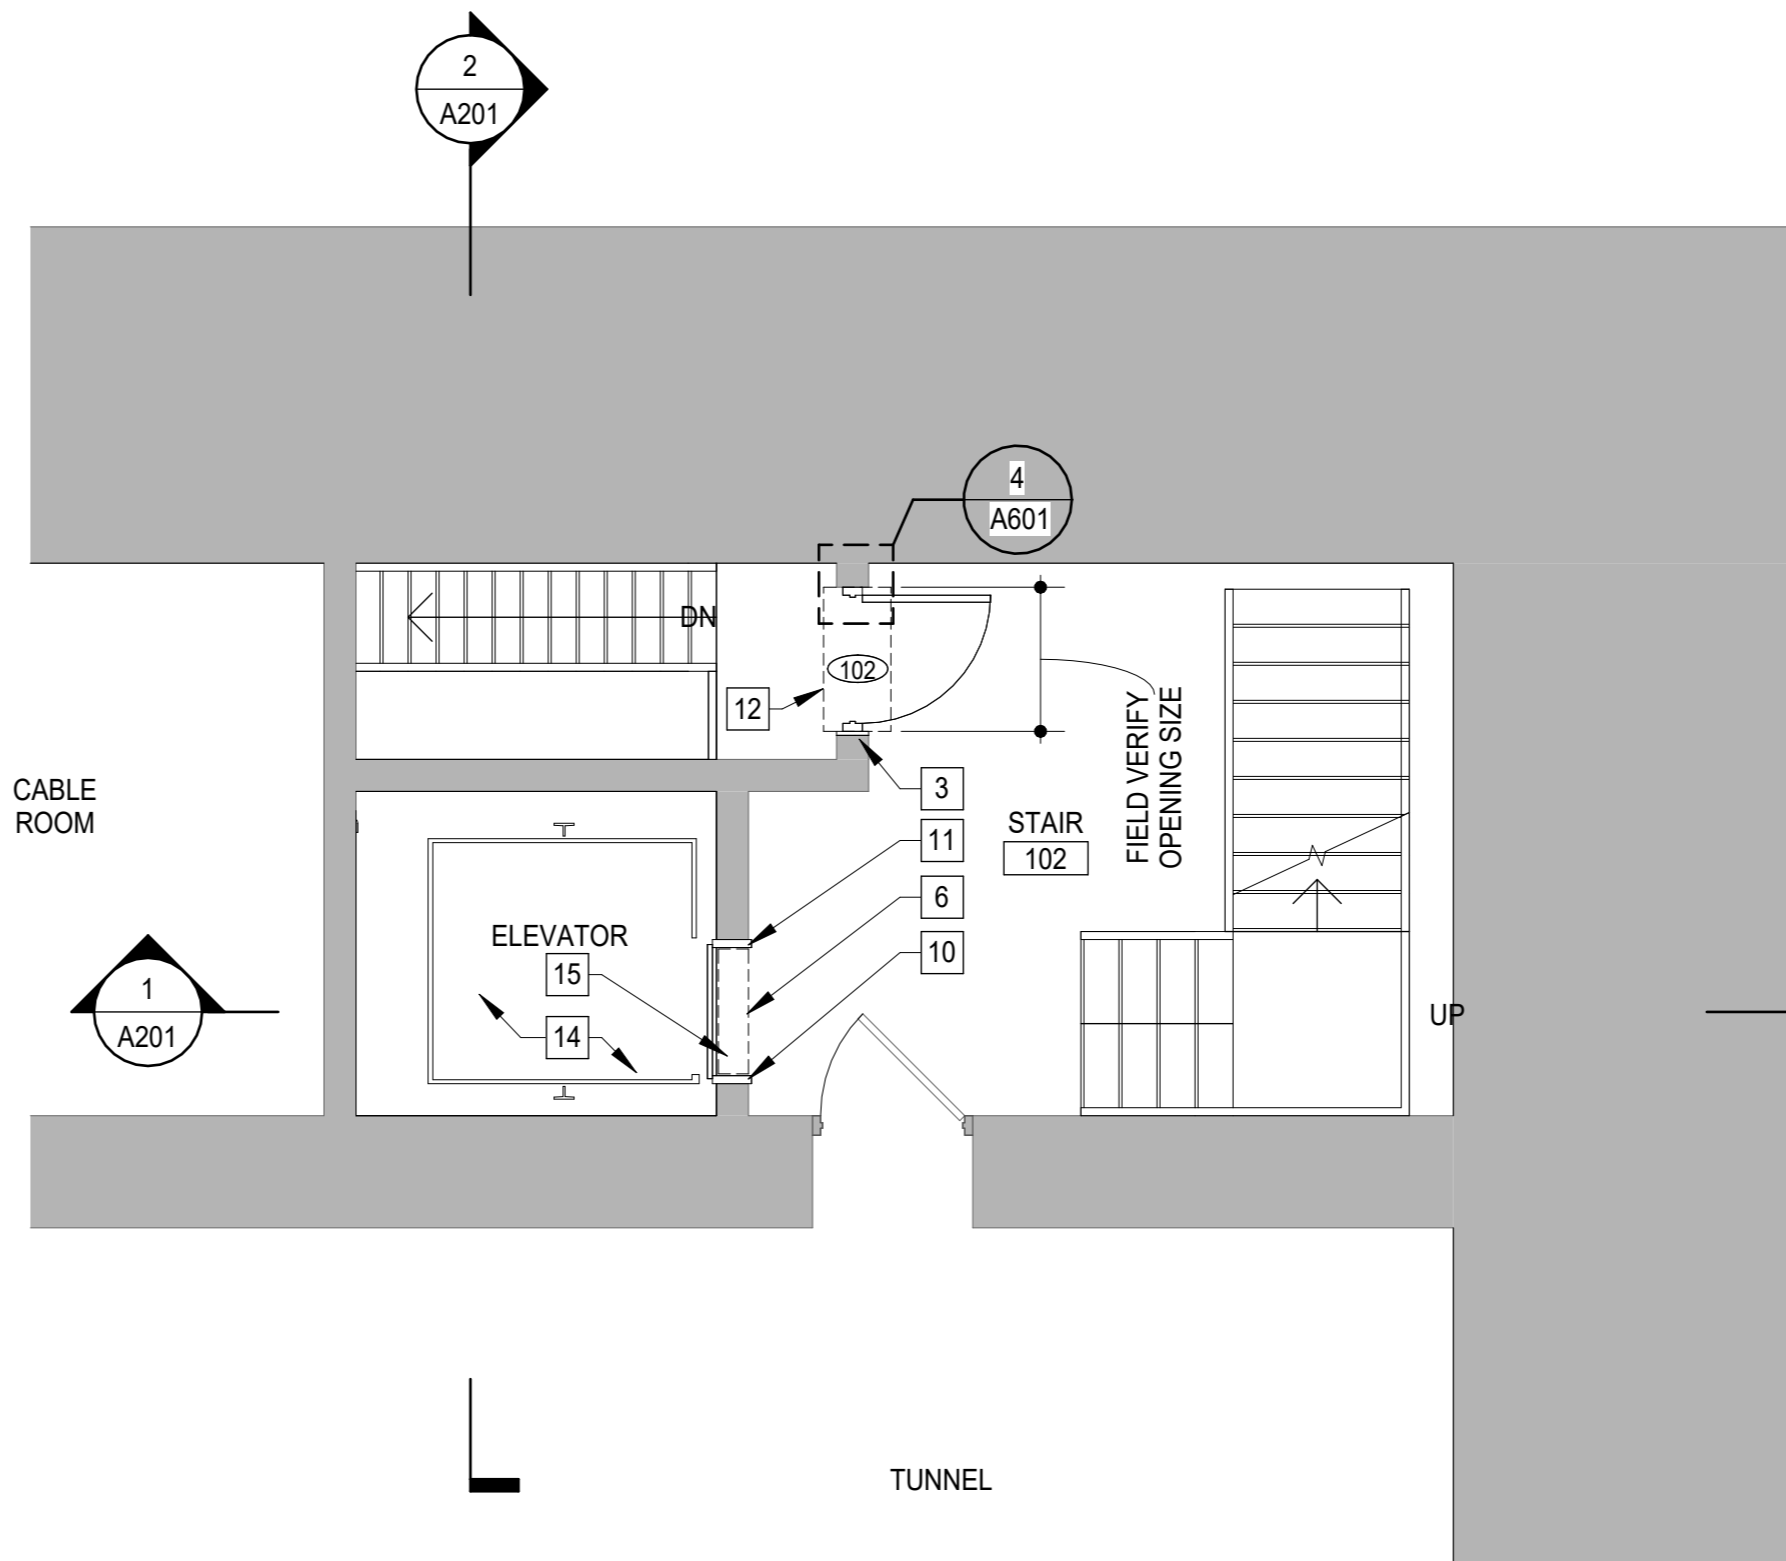 2
A201
4
A601
DN
102
12
FIELD VERIFY
OPENING SIZE
3
CABLE
ROOM
STAIR
102
11
6
ELEVATOR
10
15
14
1
A201
UP
TUNNEL